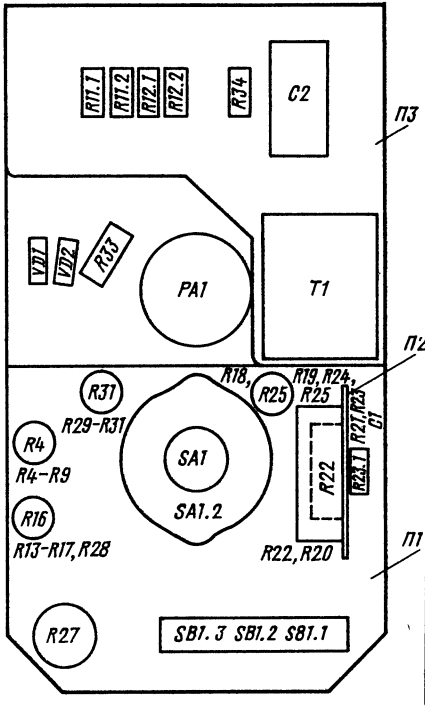 R11.1 R11.2 R12.1 R12.2 R34 C2
П3
VD1 VD2 R33 PA1 T1
П2
R18, R19, R24,
R31 R25 R25
R29-R31
R21, R23
C1
R4
R4-R9
SA1
R22 R23.1
R16
SA1.2
R13-R17, R28
R22, R20
П1
R27
SB1.3 SB1.2 SB1.1